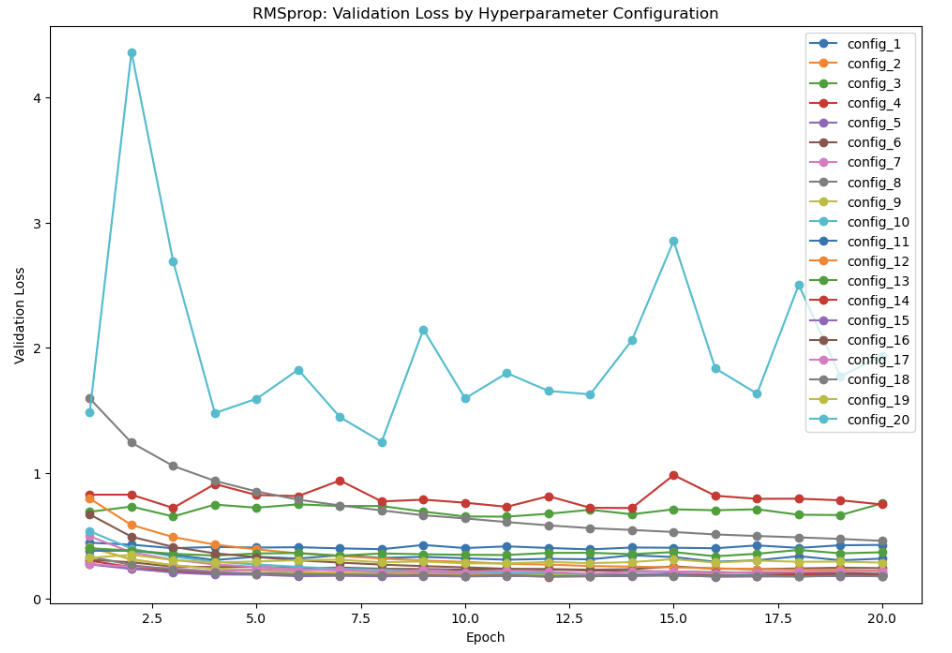 RMSprop: Validation Loss by Hyperparameter Configuration
config_1
config_2
config_3
config_4
config_5
config_6
config_7
config_8
config_9
config_10
config_11
config_12
config_13
config_14
config_15
config_16
config_17
config_18
config_19
config_20
Validation Loss
4
3
2
1
0
2.5
5.0
7.5
10.0
12.5
15.0
17.5
20.0
Epoch